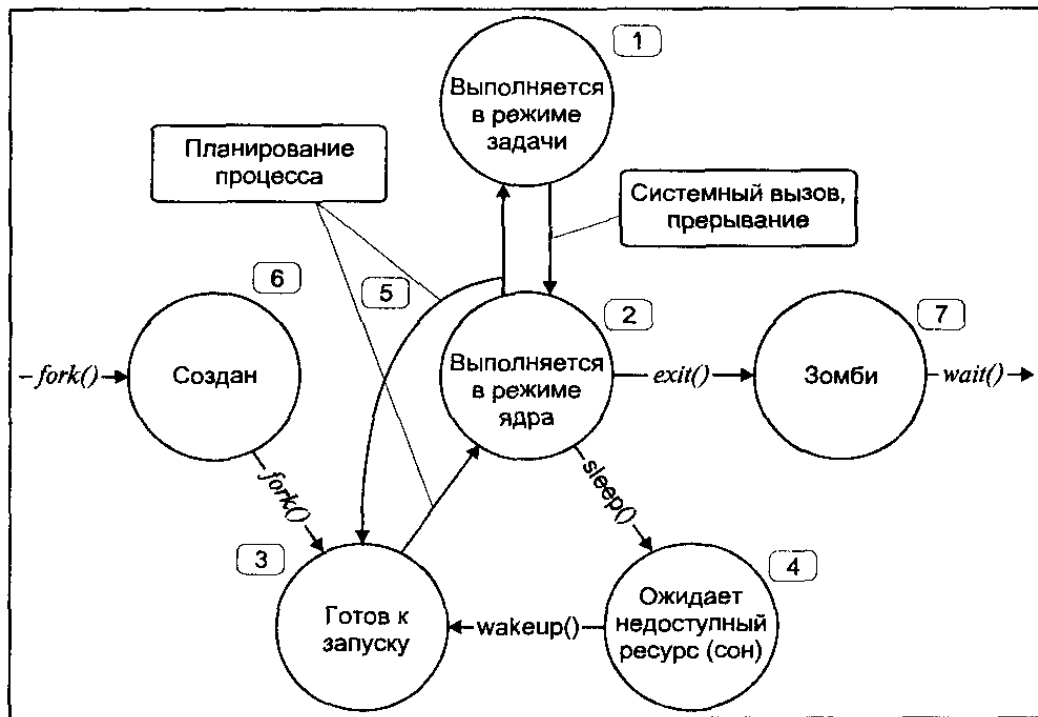 1
Выполняется
в режиме
задачи
Планирование
процесса
Системный вызов,
прерывание
6
5
2
7
fork()
Создан
Выполняется
в режиме
ядра
exit()
Зомби
wait()
fork()
sleep()
3
4
Готов к
запуску
wakeup()
Ожидает
недоступный
ресурс (сон)